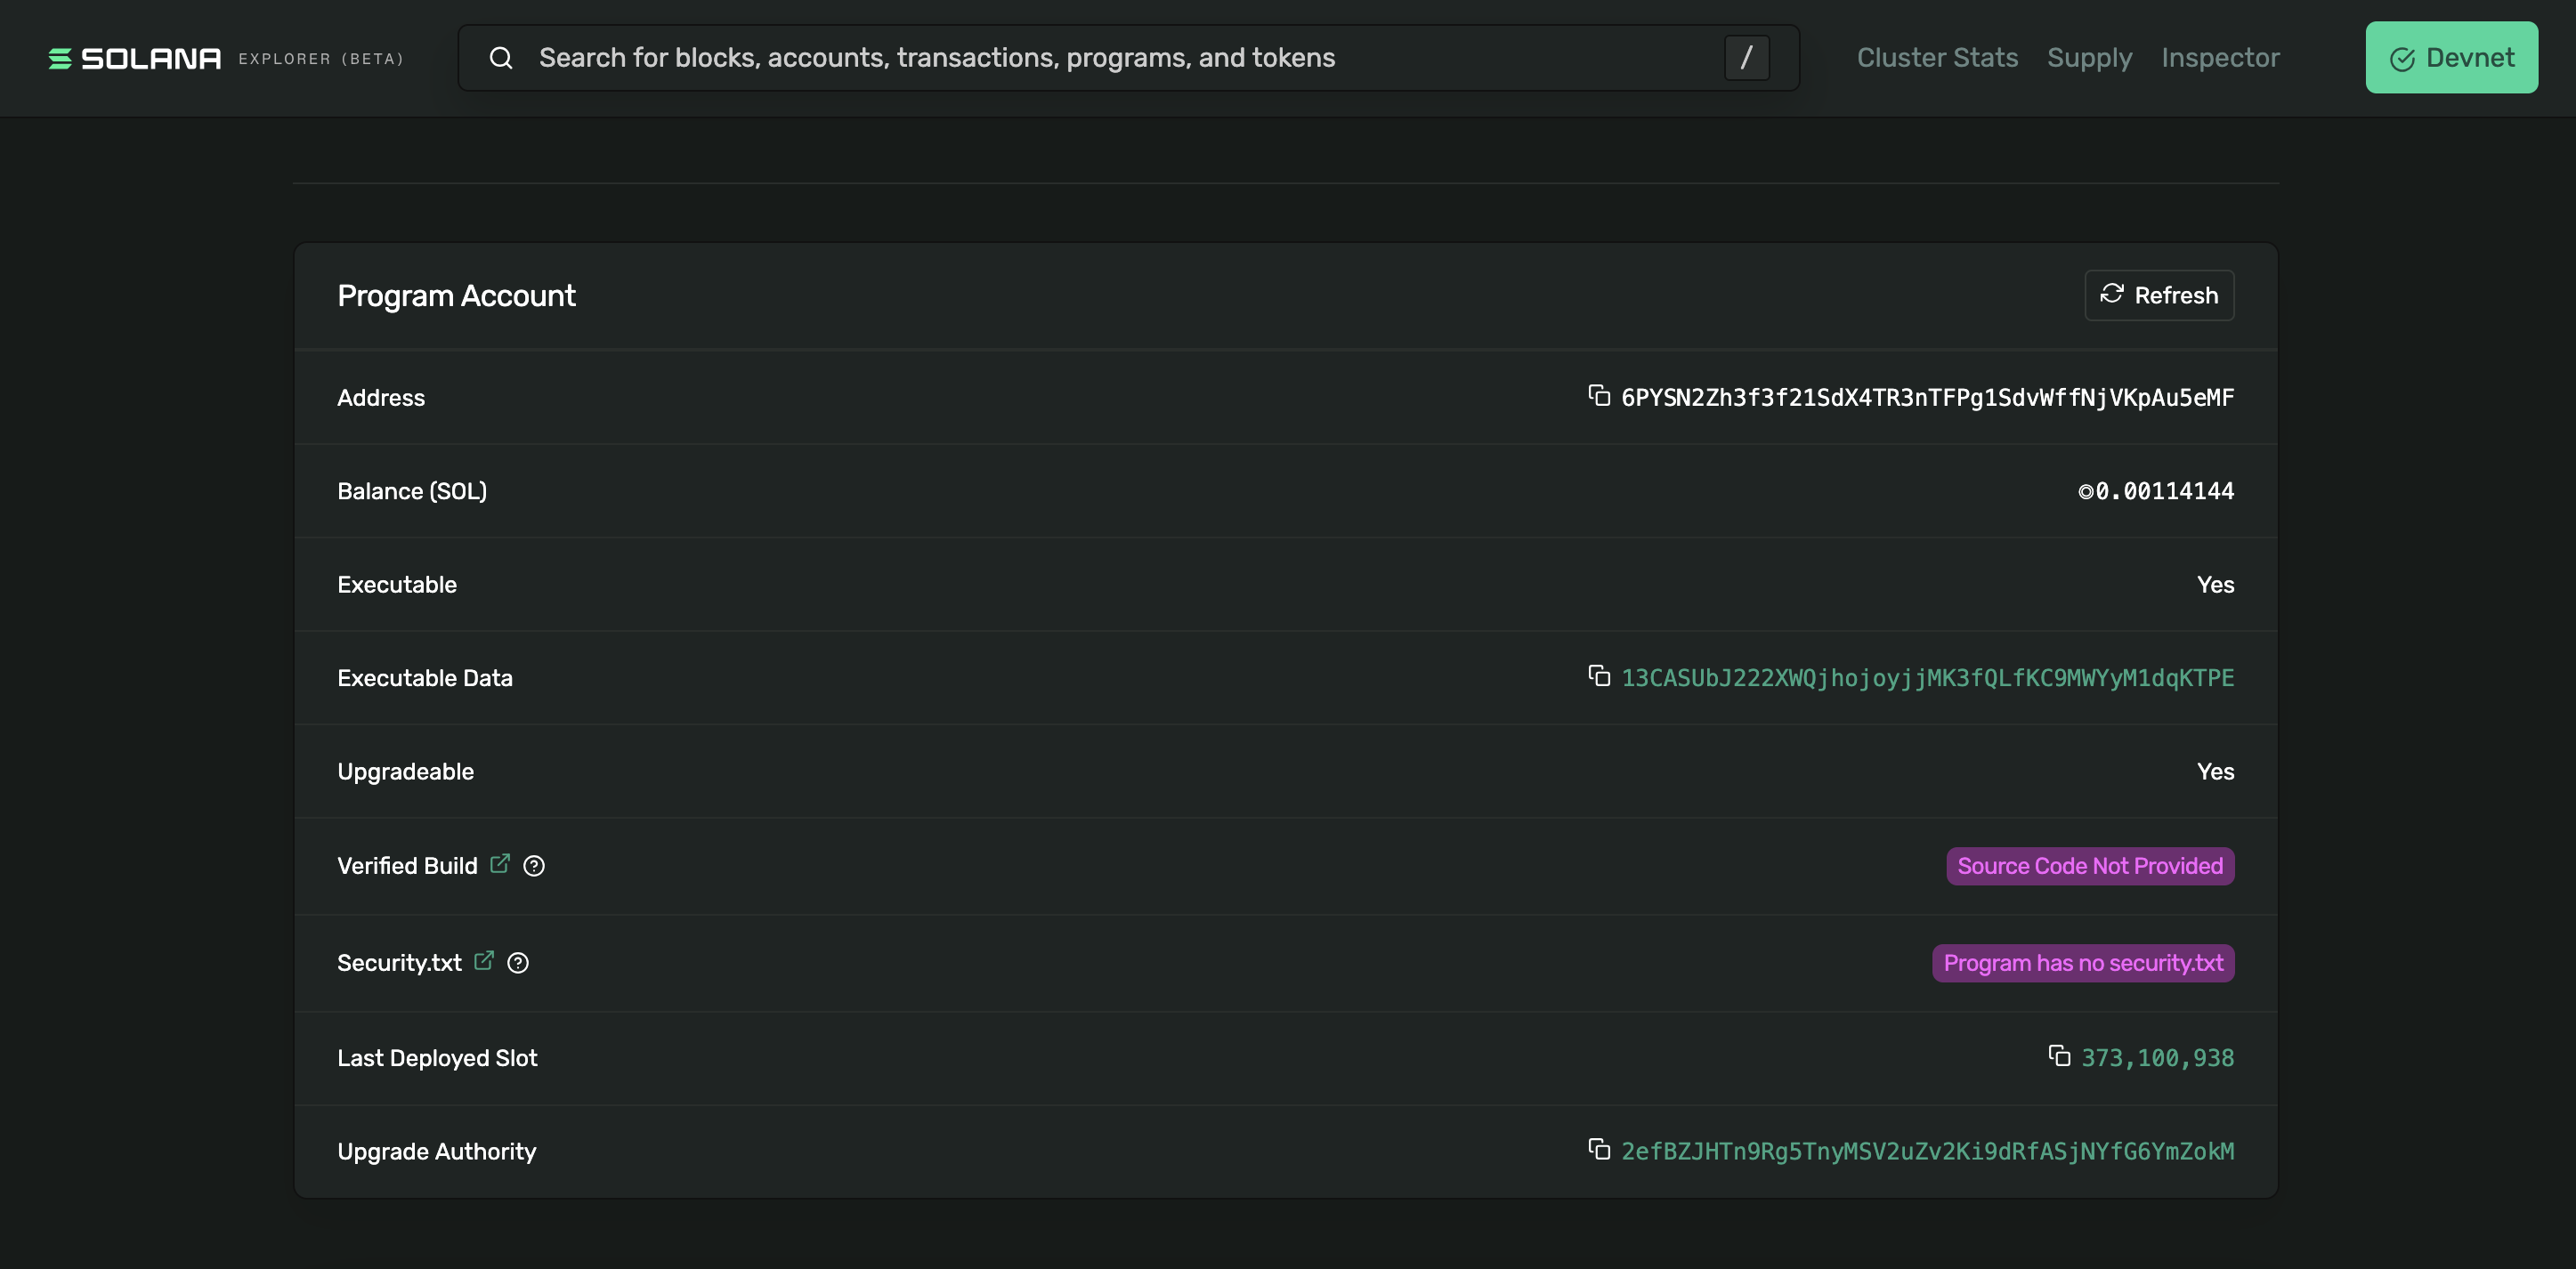 SOLANA EXPLORER (BETA) Search for blocks, accounts, transactions, programs, and tokens / Cluster Stats Supply Inspector Devnet
Program Account Refresh
Address 6PYSN2Zh3f3f21SdX4TR3nTFPg1SdvWffNjVKpAu5eMF
Balance (SOL) ◎0.00114144
Executable Yes
Executable Data 13CASUbJ222XWQjhojoyjjMK3fQLfKC9MWYyM1dqKTPE
Upgradeable Yes
Verified Build Source Code Not Provided
Security.txt Program has no security.txt
Last Deployed Slot 373,100,938
Upgrade Authority 2efBZJHTn9Rg5TnyMSV2uZv2Ki9dRfASjNYfG6YmZokM